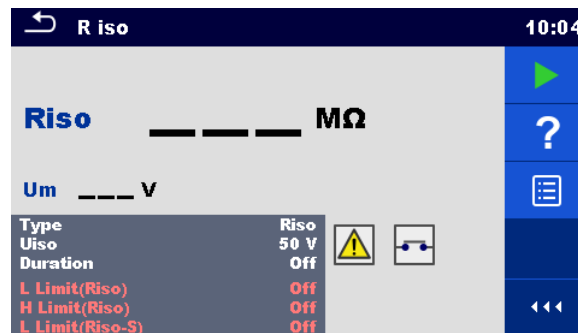 R iso 10:04
Riso _ _ _ MΩ
?
Um _ _ _ V
Type Riso
Uiso 50 V
Duration Off
L Limit(Riso) Off
H Limit(Riso) Off
L Limit(Riso-S) Off